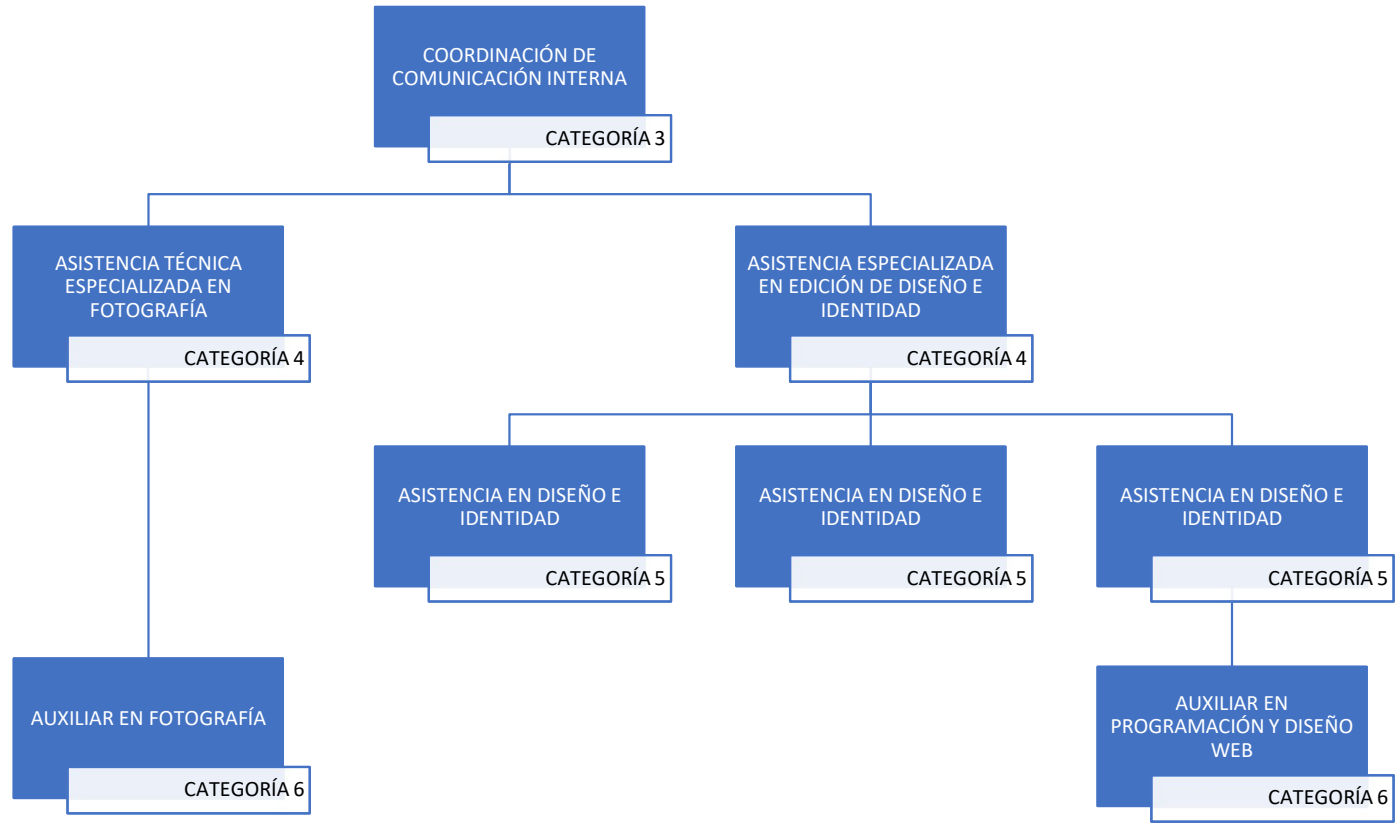 COORDINACIÓN DE
COMUNICACIÓN INTERNA
CATEGORÍA 3
ASISTENCIA TÉCNICA
ESPECIALIZADA EN
FOTOGRAFÍA
CATEGORÍA 4
ASISTENCIA ESPECIALIZADA
EN EDICIÓN DE DISEÑO E
IDENTIDAD
CATEGORÍA 4
ASISTENCIA EN DISEÑO E
IDENTIDAD
CATEGORÍA 5
ASISTENCIA EN DISEÑO E
IDENTIDAD
CATEGORÍA 5
ASISTENCIA EN DISEÑO E
IDENTIDAD
CATEGORÍA 5
AUXILIAR EN FOTOGRAFÍA
CATEGORÍA 6
AUXILIAR EN
PROGRAMACIÓN Y DISEÑO
WEB
CATEGORÍA 6